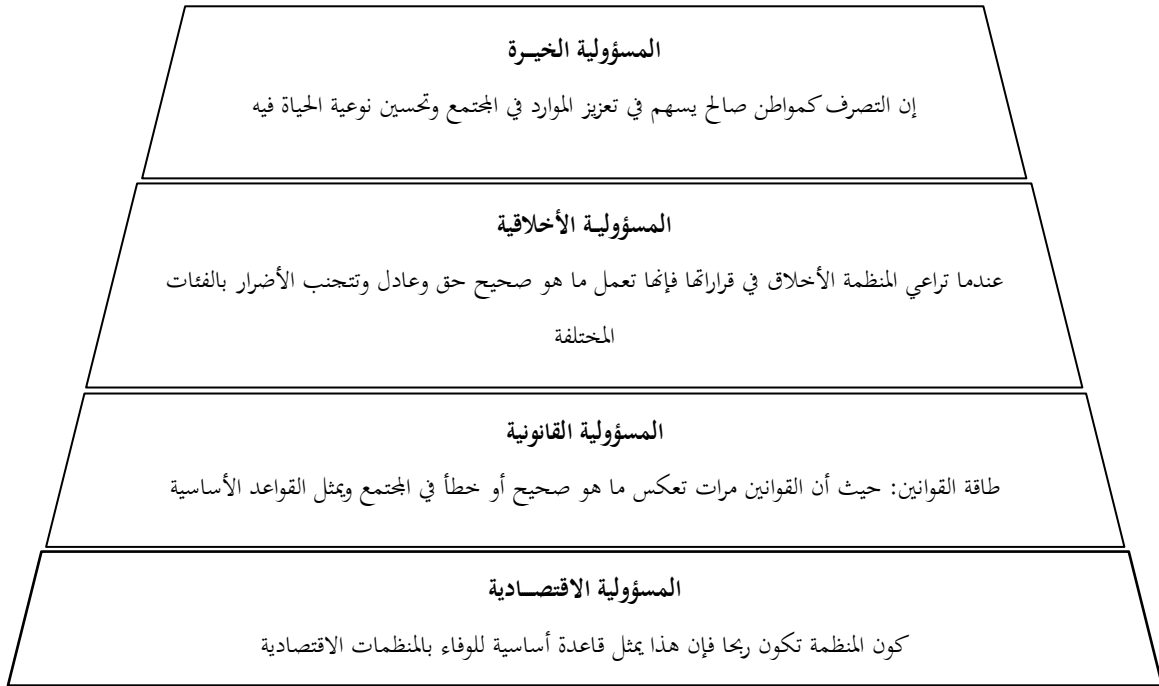 المسؤولية الخيرة
إن التصرف كمواطن صالح يسهم في تعزيز الموارد في المجتمع وتحسين نوعية الحياة فيه
المسؤولية الأخلاقية
عندما تراعي المنظمة الأخلاق في قراراتها فإنها تعمل ما هو صحيح حق وعادل وتتجنب الأضرار بالفئات
المختلفة
المسؤولية القانونية
طاقة القوانين: حيث أن القوانين مرات تعكس ما هو صحيح أو خطأ في المجتمع ويمثل القواعد الأساسية
المسؤولية الاقتصادية
كون المنظمة تكون ربحا فإن هذا يمثل قاعدة أساسية للوفاء بالمنظمات الاقتصادية